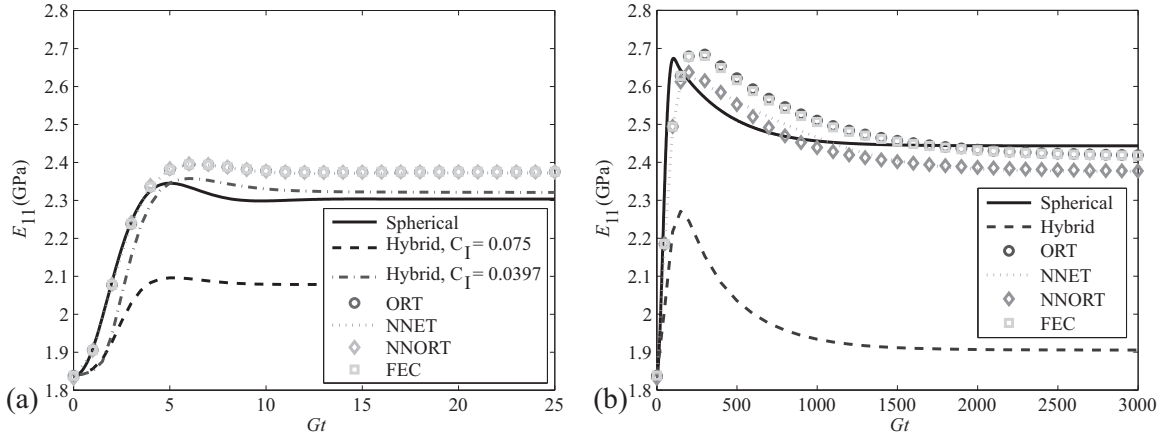 2.8
2.7
2.6
2.5
2.4
2.3
2.2
2.1
2
1.9
1.8
E11 (GPa)
0 5 10 15 20 25
Gt
(a)
Spherical
Hybrid, CI = 0.075
Hybrid, CI = 0.0397
ORT
NNET
NNORT
FEC
2.8
2.7
2.6
2.5
2.4
2.3
2.2
2.1
2
1.9
1.8
E11 (GPa)
0 500 1000 1500 2000 2500 3000
Gt
(b)
Spherical
Hybrid
ORT
NNET
NNORT
FEC